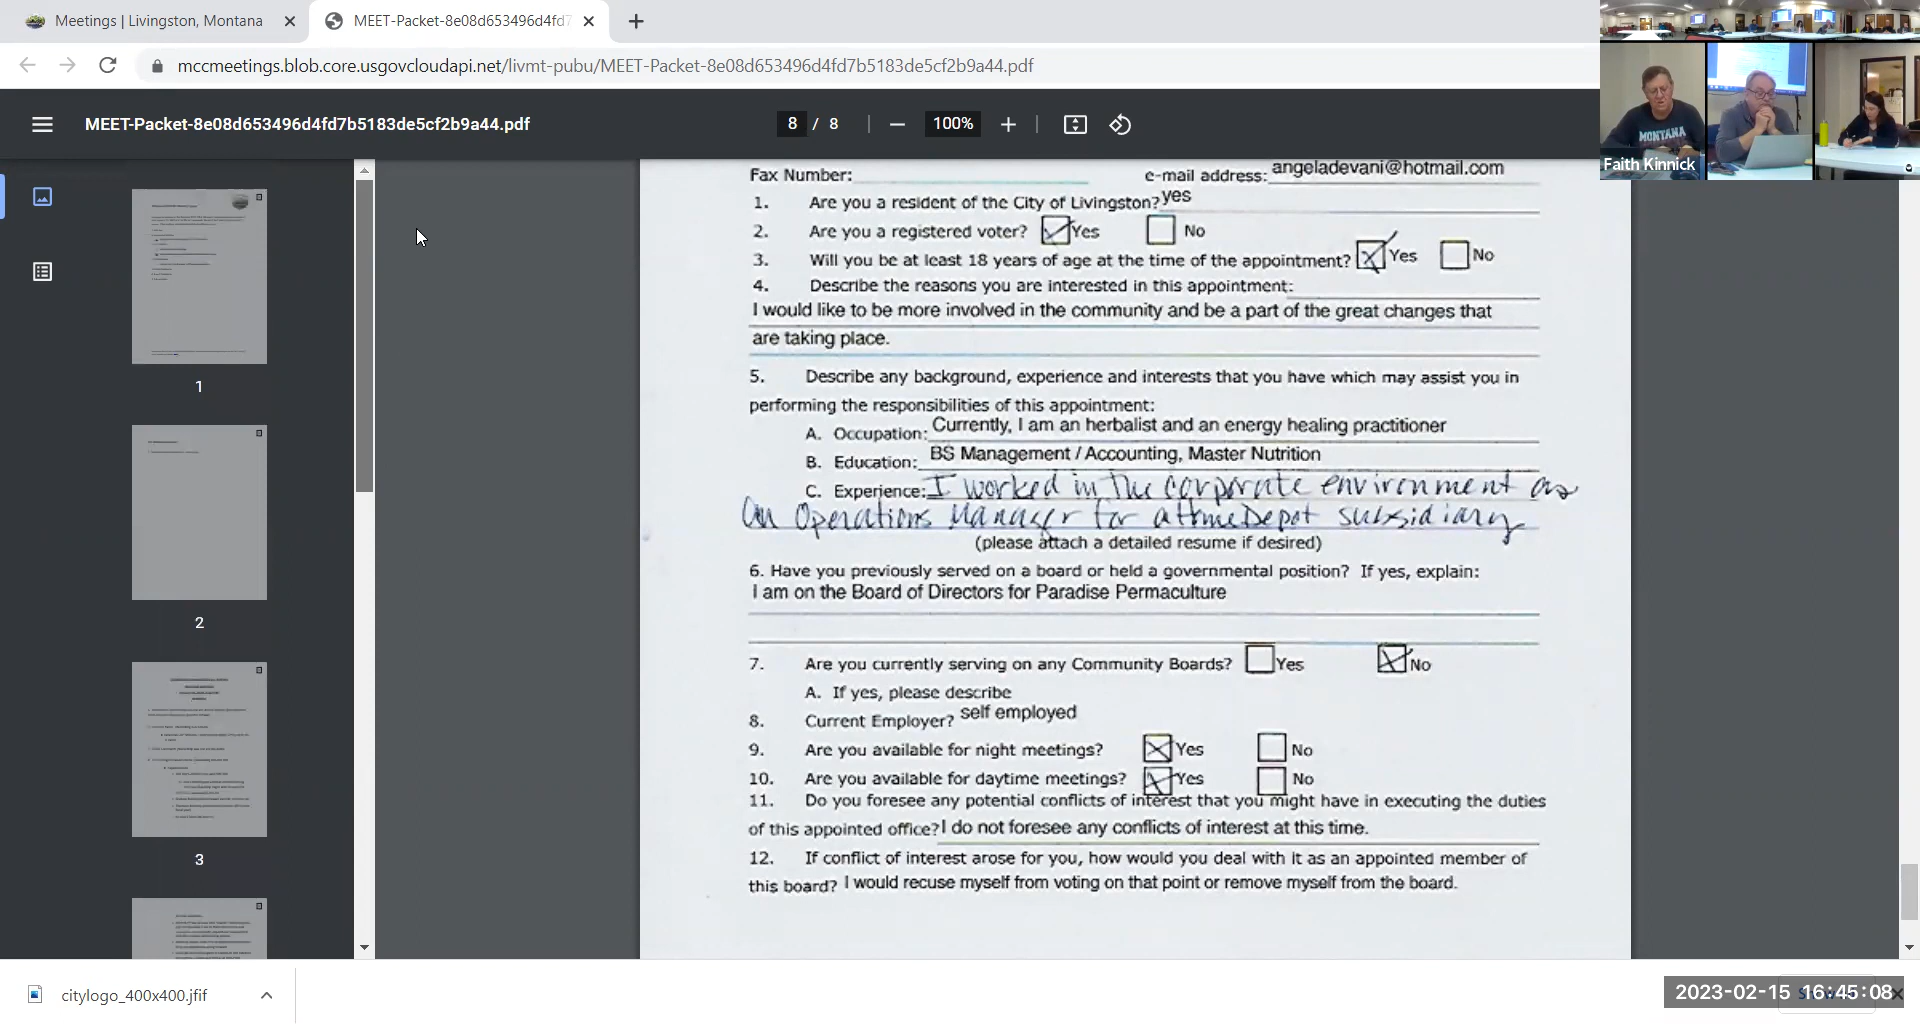 Meetings | Livingston, Montana
MEET-Packet-8e08d653496d4fd7
mccmeetings.blob.core.usgovcloudapi.net/livmt-pubu/MEET-Packet-8e08d653496d4fd7b5183de5cf2b9a44.pdf
MEET-Packet-8e08d653496d4fd7b5183de5cf2b9a44.pdf
8 / 8
100%
MONTANA
Faith Kinnick
1
2
3
Fax Number: e-mail address: angeladevani@hotmail.com
1. Are you a resident of the City of Livingston? yes
2. Are you a registered voter? Yes No
3. Will you be at least 18 years of age at the time of the appointment? Yes No
4. Describe the reasons you are interested in this appointment:
I would like to be more involved in the community and be a part of the great changes that
are taking place.
5. Describe any background, experience and interests that you have which may assist you in
performing the responsibilities of this appointment:
A. Occupation: Currently, I am an herbalist and an energy healing practitioner
B. Education: BS Management / Accounting, Master Nutrition
C. Experience: I worked in the corporate environment as
an Operations Manager for a HomeDepot subsidiary
(please attach a detailed resume if desired)
6. Have you previously served on a board or held a governmental position? If yes, explain:
I am on the Board of Directors for Paradise Permaculture
7. Are you currently serving on any Community Boards? Yes No
A. If yes, please describe
8. Current Employer? self employed
9. Are you available for night meetings? Yes No
10. Are you available for daytime meetings? Yes No
11. Do you foresee any potential conflicts of interest that you might have in executing the duties
of this appointed office? I do not foresee any conflicts of interest at this time.
12. If conflict of interest arose for you, how would you deal with it as an appointed member of
this board? I would recuse myself from voting on that point or remove myself from the board.
citylogo_400x400.jfif
2023-02-15 16:45:08